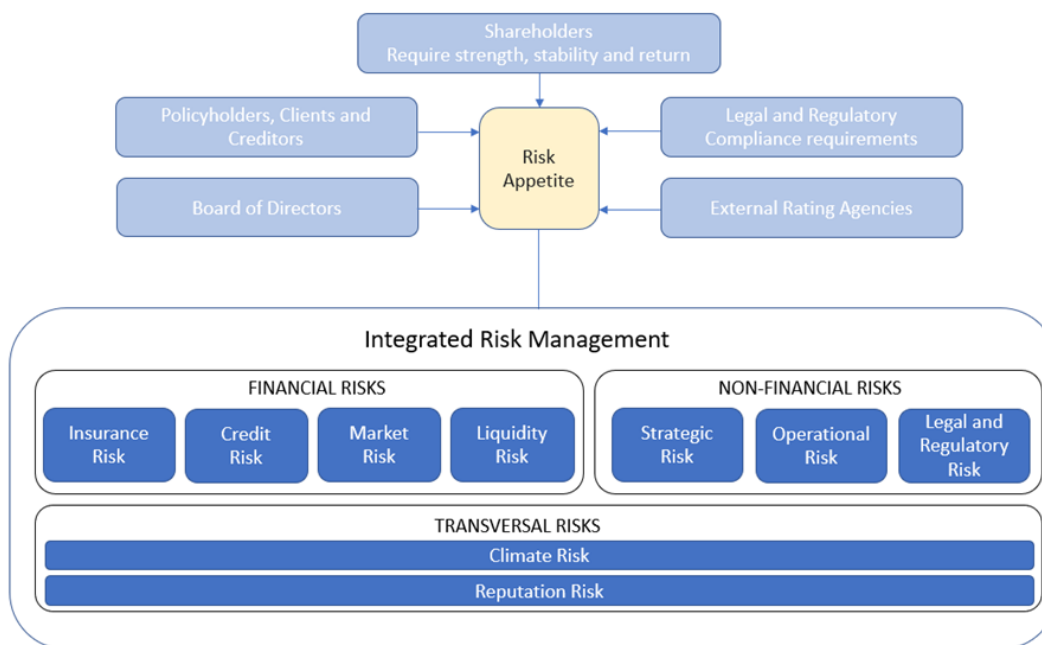 Shareholders
Require strength, stability and return
Policyholders, Clients and
Creditors
Legal and Regulatory
Compliance requirements
Risk
Appetite
Board of Directors
External Rating Agencies
Integrated Risk Management
FINANCIAL RISKS
Insurance
Risk
Credit
Risk
Market
Risk
Liquidity
Risk
NON-FINANCIAL RISKS
Strategic
Risk
Operational
Risk
Legal and
Regulatory
Risk
TRANSVERSAL RISKS
Climate Risk
Reputation Risk